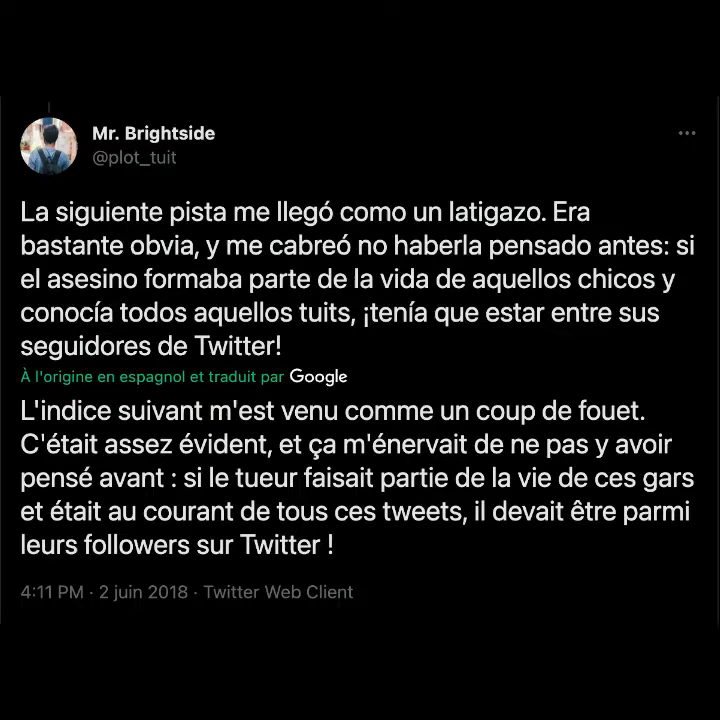 Mr. Brightside
@plot_tuit
La siguiente pista me llegó como un latigazo. Era
bastante obvia, y me cabreó no haberla pensado antes: si
el asesino formaba parte de la vida de aquellos chicos y
conocía todos aquellos tuits, ¡tenía que estar entre sus
seguidores de Twitter!
À l'origine en espagnol et traduit par Google
L'indice suivant m'est venu comme un coup de fouet.
C'était assez évident, et ça m'énervait de ne pas y avoir
pensé avant : si le tueur faisait partie de la vie de ces gars
et était au courant de tous ces tweets, il devait être parmi
leurs followers sur Twitter !
4:11 PM · 2 juin 2018 · Twitter Web Client